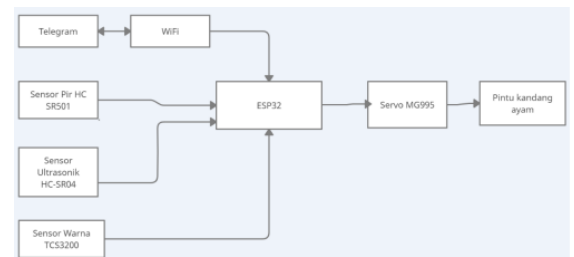 Telegram
WiFi
Sensor Pir HC
SR501
ESP32
Servo MG995
Pintu kandang
ayam
Sensor
Ultrasonik
HC-SR04
Sensor Warna
TCS3200